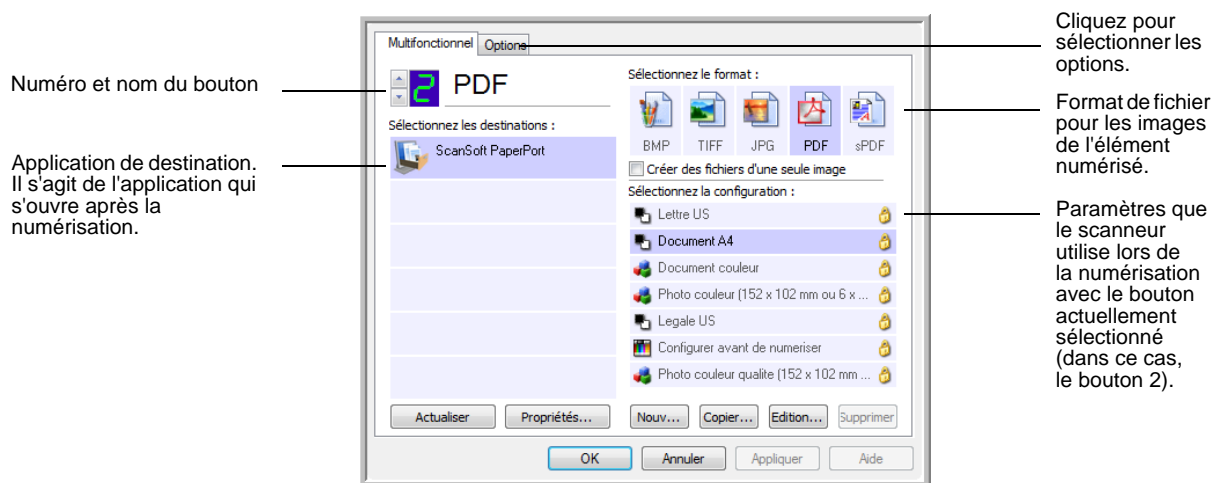 Numéro et nom du bouton
Application de destination.
Il s'agit de l'application qui
s'ouvre après la
numérisation.
Multifonctionnel
Options
2
PDF
Sélectionnez les destinations :
ScanSoft PaperPort
Actualiser
Propriétés...
Sélectionnez le format :
BMP
TIFF
JPG
PDF
sPDF
Créer des fichiers d'une seule image
Sélectionnez la configuration :
Lettre US
Document A4
Document couleur
Photo couleur (152 x 102 mm ou 6 x ...
Legale US
Configurer avant de numeriser
Photo couleur qualite (152 x 102 mm ...
Nouv...
Copier...
Edition...
Supprimer
OK
Annuler
Appliquer
Aide
Cliquez pour
sélectionner les
options.
Format de fichier
pour les images
de l'élément
numérisé.
Paramètres que
le scanneur
utilise lors de
la numérisation
avec le bouton
actuellement
sélectionné
(dans ce cas,
le bouton 2).